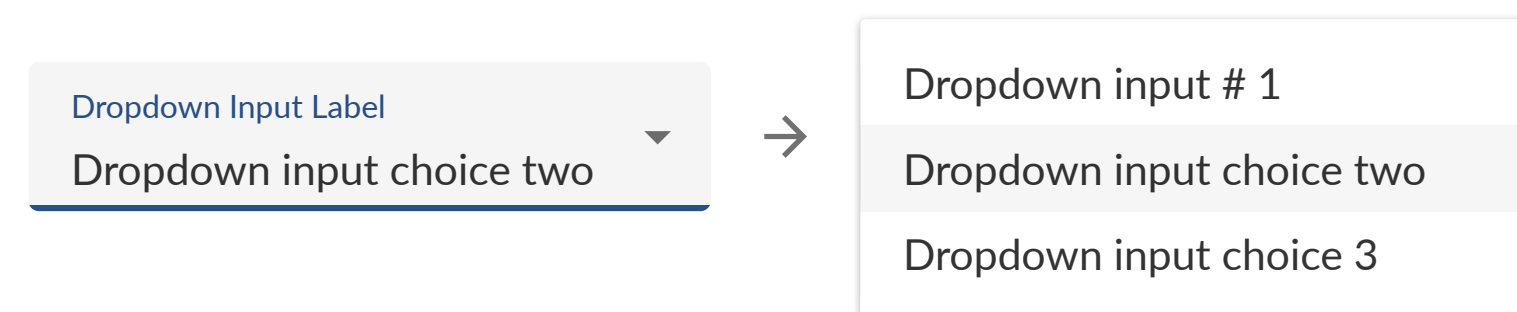 Dropdown Input Label
Dropdown input choice two
Dropdown input # 1
Dropdown input choice two
Dropdown input choice 3